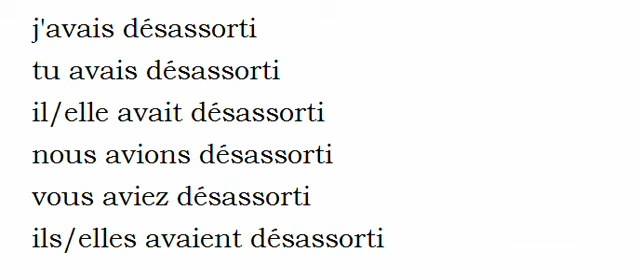 j'avais désassorti
tu avais désassorti
il/elle avait désassorti
nous avions désassorti
vous aviez désassorti
ils/elles avaient désassorti